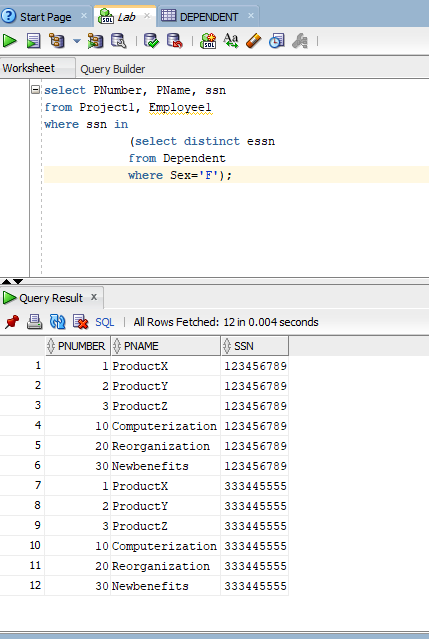 Start Page Lab DEPENDENT
Worksheet Query Builder
select PNumber, PName, ssn
from Project1, Employee1
where ssn in
(select distinct essn
from Dependent
where Sex='F');
Query Result x
SQL | All Rows Fetched: 12 in 0.004 seconds
PNUMBER PNAME SSN
1 1 ProductX 123456789
2 2 ProductY 123456789
3 3 ProductZ 123456789
4 10 Computerization 123456789
5 20 Reorganization 123456789
6 30 Newbenefits 123456789
7 1 ProductX 333445555
8 2 ProductY 333445555
9 3 ProductZ 333445555
10 10 Computerization 333445555
11 20 Reorganization 333445555
12 30 Newbenefits 333445555